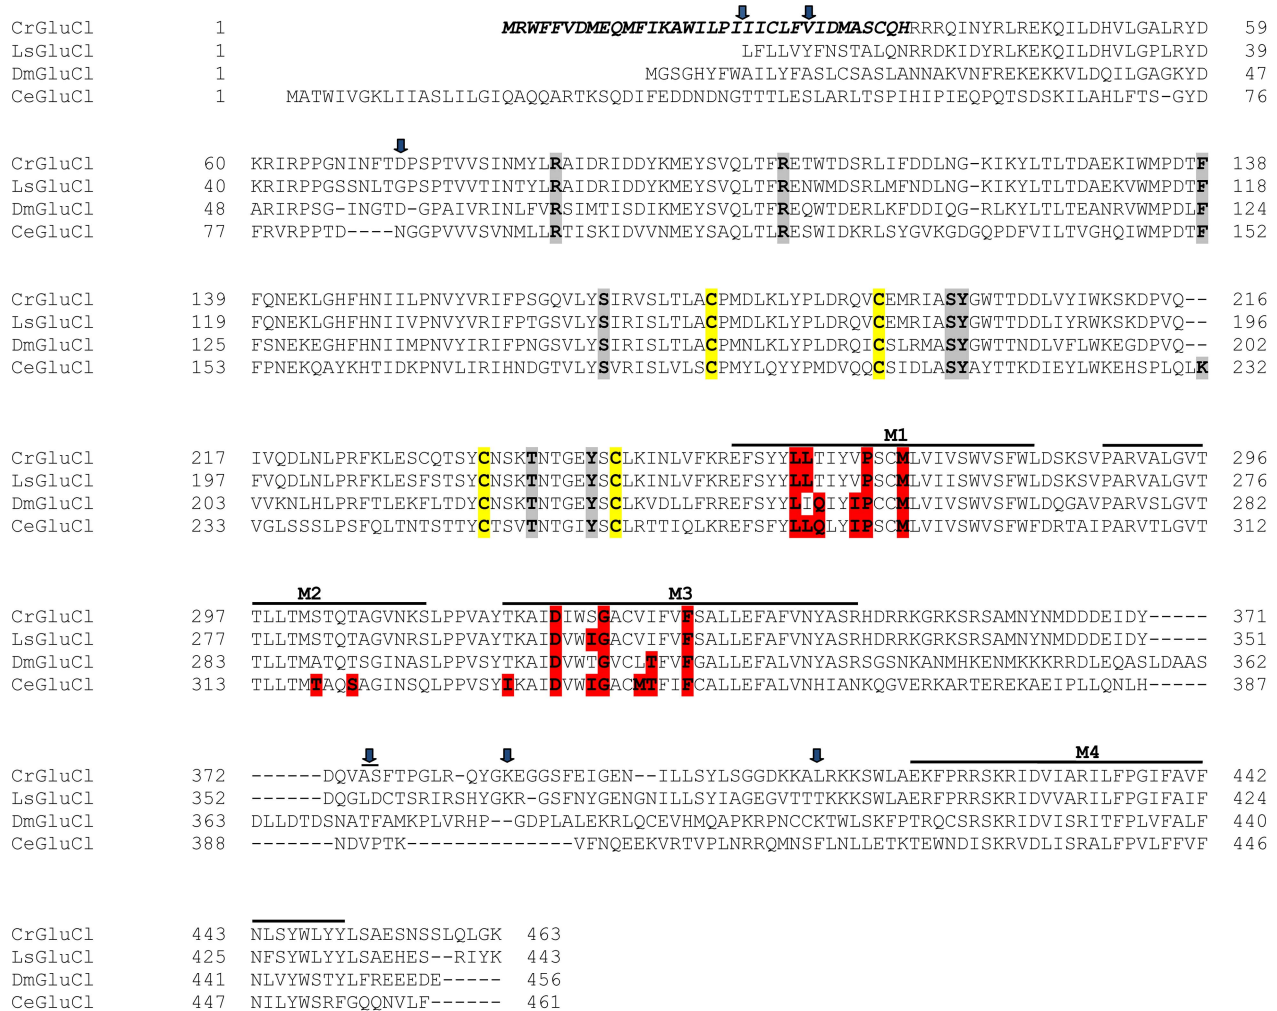 CrGluCl 1 MRWFFVDMEQMFIKAWILPIIICLFVIDMASCQHRRRQINYRLREKQILDHVLGALRYD 59
LsGluCl 1 LFLLVYFNSTALQNRRDKIDYRLKEKQILDHVLGPLRYD 39
DmGluCl 1 MGSGHYFWAILYFASLCSASLANNAKVNFREKEKKVLDQILGAGKYD 47
CeGluCl 1 MATWIVGKLIIASLILGIQAQQARTKSQDIFEDDNDNGTTTLESLARLTSPIHIPIEQPQTSDSKILAHLFTS-GYD 76
CrGluCl 60 KRIRPPGNINFTDPSPTVVSINMYLRAIDRIDDYKMEYSVQLTFRETWTDSRLIFDDLNG-KIKYLTLTDAEKIWMPDTF 138
LsGluCl 40 KRIRPPGSSNLTGPSPTVVTINTYLRAIDRIDDYKMEYSVQLTFRENWMDSRLMFNDLNG-KIKYLTLTDAEKVWMPDTF 118
DmGluCl 48 ARIRPSG-INGTD-GPAIVRINLFVRSIMTISDIKMEYSVQLTFREQWTDERLKFDDIQG-RLKYLTLTEANRVWMPDLF 124
CeGluCl 77 FRVRPPTD----NGGPVVVSVNMLLRTISKIDVVNMEYSAQLTLRESWIDKRLSYGVKGDGQPDFVILTVGHQIWMPDTF 152
CrGluCl 139 FQNEKLGHFHNIILPNVYVRIFPSGQVLYSIRVSLTLACPMDLKLYPLDRQVCEMRIASYGWTTDDLVYIWKSKDPVQ-- 216
LsGluCl 119 FQNEKLGHFHNIIVPNVYVRIFPTGSVLYSIRISLTLACPMDLKLYPLDRQVCEMRIASYGWTTDDLIYRWKSKDPVQ-- 196
DmGluCl 125 FSNEKEGHFHNIIMPNVYIRIFPNGSVLYSIRISLTLACPMNLKLYPLDRQICSLRMASYGWTTNDLVFLWKEGDPVQ-- 202
CeGluCl 153 FPNEKQAYKHTIDKPNVLIRIHNDGTVLYSVRISLVLSCPMYLQYYPMDVQQCSIDLASYAYTTKDIEYLWKEHSPLQLK 232
M1
CrGluCl 217 IVQDLNLPRFKLESCQTSYCNSKTNTGEYSCLKINLVFKREFSYYLLTIYVPSCMLVIVSWVSFWLDSKSVPARVALGVT 296
LsGluCl 197 FVQDLNLPRFKLESFSTSYCNSKTNTGEYSCLKINLVFKREFSYYLLTIYVPSCMLVIISWVSFWLDSKSVPARVALGVT 276
DmGluCl 203 VVKNLHLPRFTLEKFLTDYCNSKTNTGEYSCLKVDLLFRREFSYYLIQIYIPCCMLVIVSWVSFWLDQGAVPARVSLGVT 282
CeGluCl 233 VGLSSSLPSFQLTNTSTTYCTSVTNTGIYSCLRTTIQLKREFSFYLLQLYIPSCMLVIVSWVSFWFDRTAIPARVTLGVT 312
M2 M3
CrGluCl 297 TLLTMSTQTAGVNKSLPPVAYTKAIDIWSGACVIFVFSALLEFAFVNYASRHDRRKGRKSRSAMNYNMDDDEIDY----- 371
LsGluCl 277 TLLTMSTQTAGVNRSLPPVAYTKAIDVWIGACVIFVFSALLEFAFVNYASRHDRRKGRKSRSAMNYNMDDDEIDY----- 351
DmGluCl 283 TLLTMATQTSGINASLPPVSYTKAIDVWTGVCLTFVFGALLEFALVNYASRSGSNKANMHKENMKKKRRDLEQASLDAAS 362
CeGluCl 313 TLLTMTAQSAGINSQLPPVSYIKAIDVWIGACMTFIFCALLEFALVNHIANKQGVERKARTEREKAEIPLLQNLH----- 387
M4
CrGluCl 372 ------DQVASFTPGLR-QYGKEGGSFEIGEN--ILLSYLSGGDKKALRKKSWLAEKFPRRSKRIDVIARILFPGIFAVF 442
LsGluCl 352 ------DQGLDCTSRIRSHYGKR-GSFNYGENGNILLSYIAGEGVTTTKKKSWLAERFPRRSKRIDVVARILFPGIFAIF 424
DmGluCl 363 DLLDTDSNATFAMKPLVRHP--GDPLALEKRLQCEVHMQAPKRPNCCKTWLSKFPTRQCSRSKRIDVISRITFPLVFALF 440
CeGluCl 388 -------NDVPTK--------------VFNQEEKVRTVPLNRRQMNSFLNLLETKTEWNDISKRVDLISRALFPVLFFVF 446
CrGluCl 443 NLSYWLYYLSAESNSSLQLGK 463
LsGluCl 425 NFSYWLYYLSAEHES--RIYK 443
DmGluCl 441 NLVYWSTYLFREEEDE----- 456
CeGluCl 447 NILYWSRFGQQNVLF------ 461